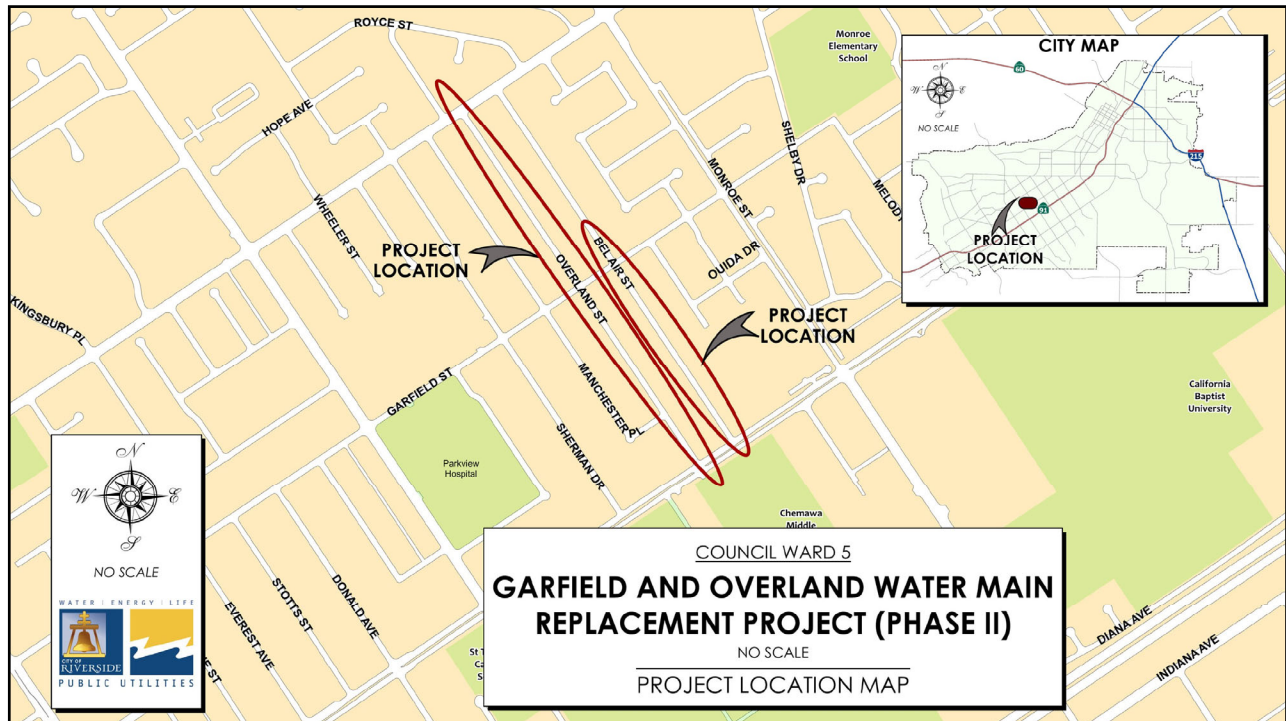 ROYCE ST
Monroe
Elementary
School
HOPE AVE
SHELBY DR
MONROE ST
MELODY
WHEELER ST
PROJECT
LOCATION
OVERLAND ST
BEL AIR ST
OUIDA DR
PROJECT
LOCATION
KINGSBURY PL
GARFIELD ST
MANCHESTER PL
SHERMAN DR
Parkview
Hospital
California
Baptist
University
Chemawa
Middle
STOTTS ST
DONALD AVE
EVEREST AVE
ST
DIANA AVE
INDIANA AVE
CITY MAP
N
W
E
S
NO SCALE
60
215
91
PROJECT
LOCATION
N
W
E
S
NO SCALE
WATER | ENERGY | LIFE
CITY OF
RIVERSIDE
PUBLIC UTILITIES
COUNCIL WARD 5
GARFIELD AND OVERLAND WATER MAIN
REPLACEMENT PROJECT (PHASE II)
NO SCALE
PROJECT LOCATION MAP